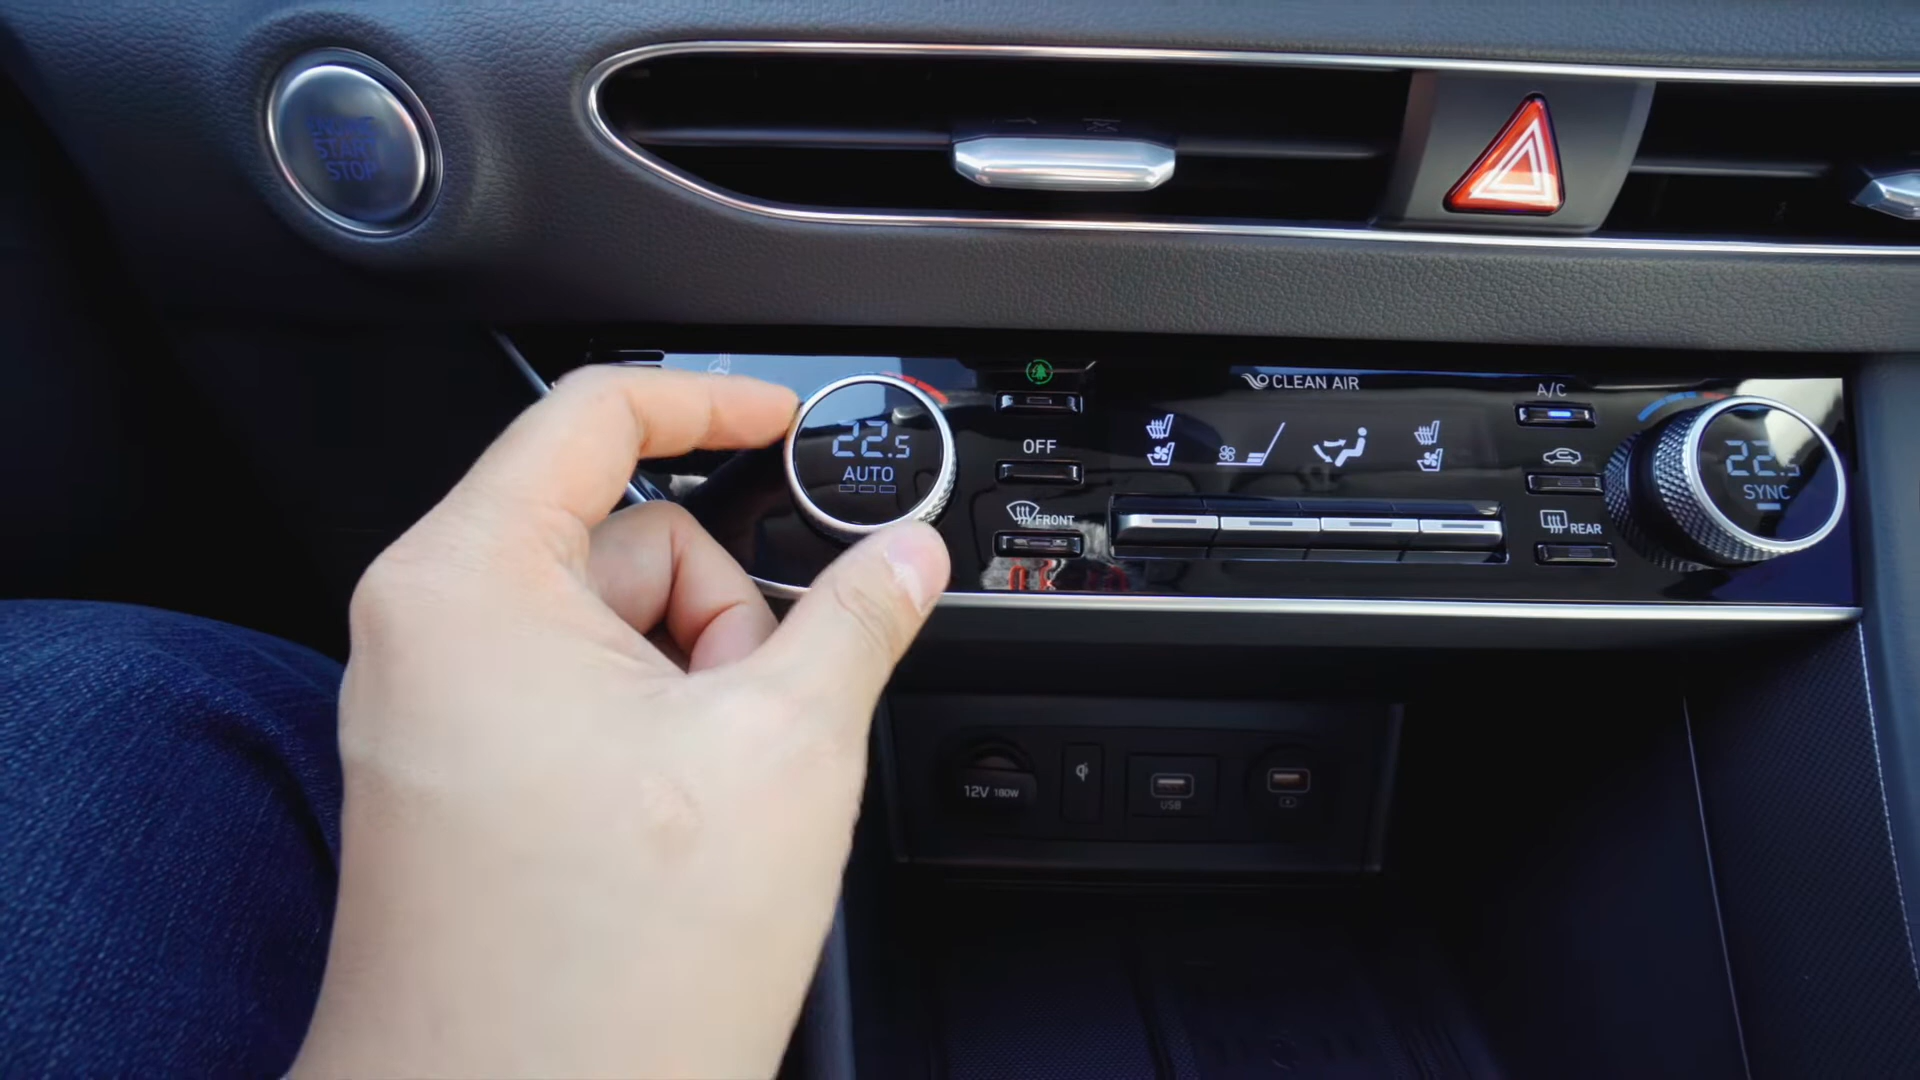 ENGINE
START
STOP
CLEAN AIR
A/C
22.5
AUTO
OFF
FRONT
22.5
SYNC
REAR
12V 180W
USB